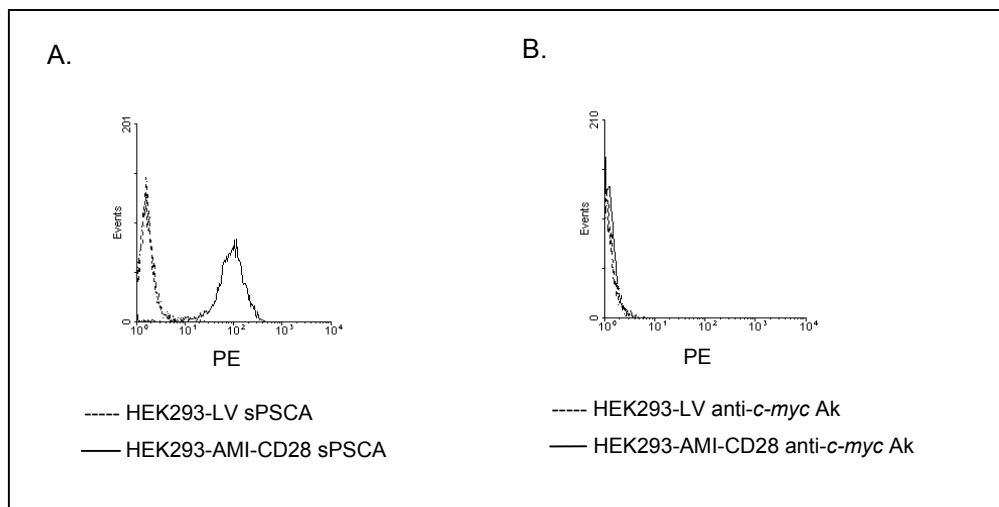 A.
201
Events
0
10⁰ 10¹ 10² 10³ 10⁴
PE
----- HEK293-LV sPSCA
HEK293-AMI-CD28 sPSCA
B.
210
Events
0
10⁰ 10¹ 10² 10³ 10⁴
PE
----- HEK293-LV anti-c-myc Ak
HEK293-AMI-CD28 anti-c-myc Ak